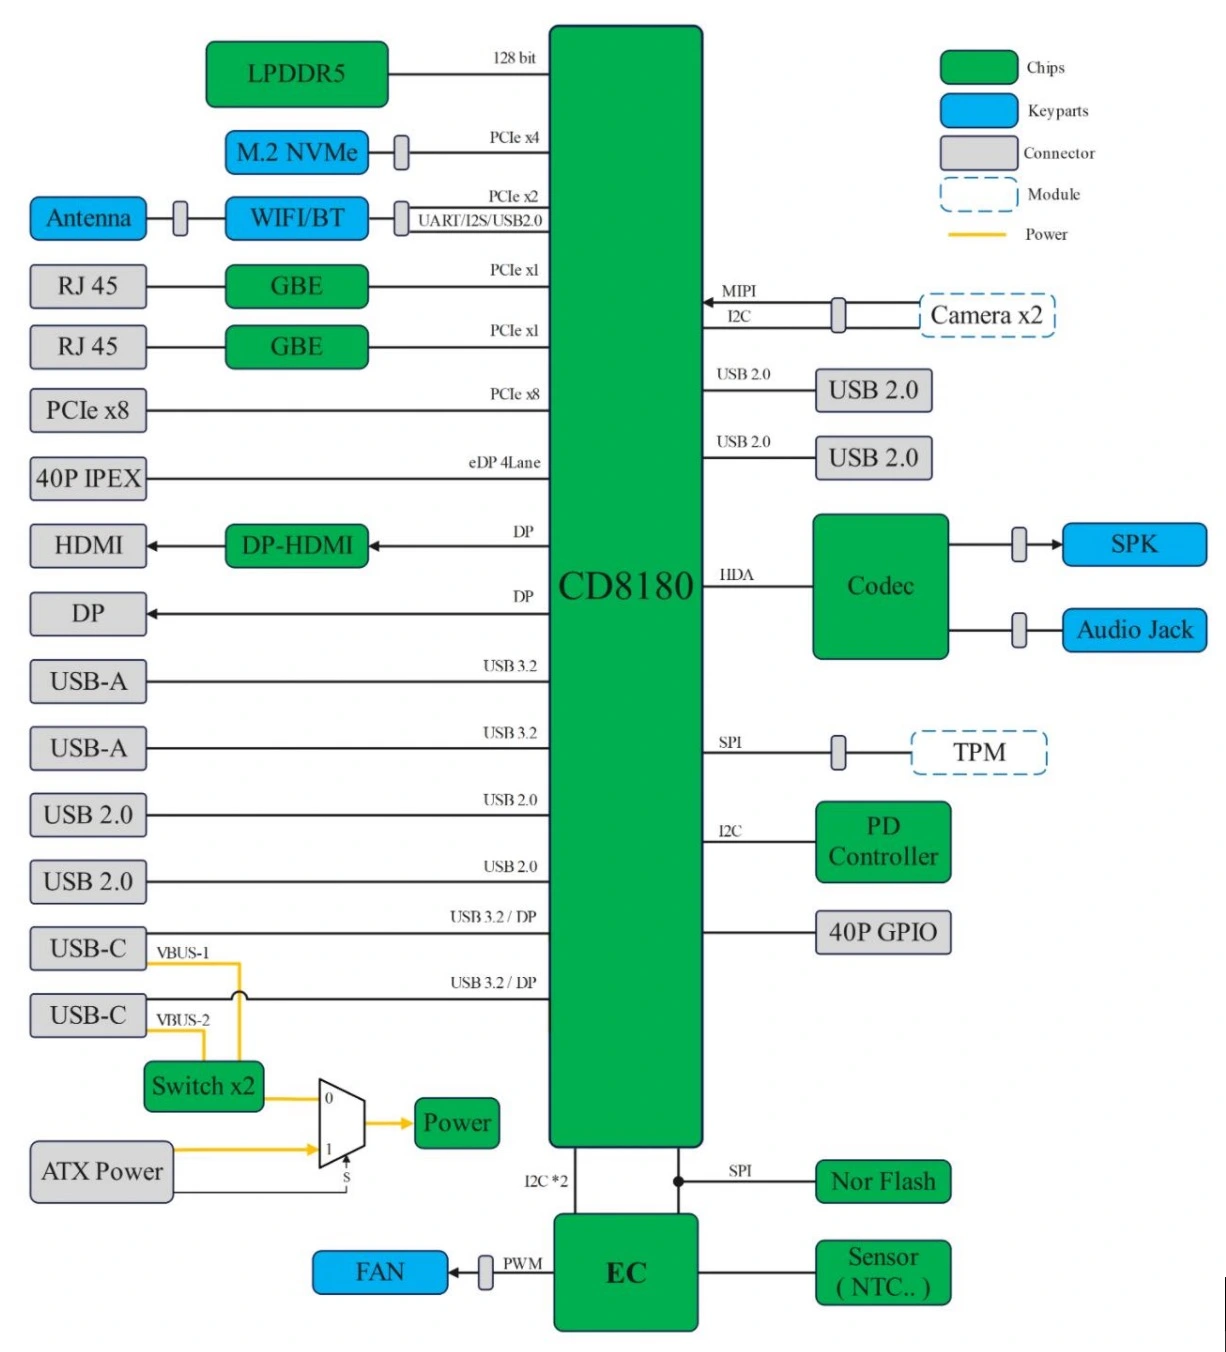 LPDDR5
128 bit
M.2 NVMe
PCIe x4
Antenna
WIFI/BT
PCIe x2
UART/I2S/USB2.0
RJ 45
GBE
PCIe x1
RJ 45
GBE
PCIe x1
PCIe x8
PCIe x8
40P IPEX
eDP 4Lane
HDMI
DP-HDMI
DP
DP
DP
USB-A
USB 3.2
USB-A
USB 3.2
USB 2.0
USB 2.0
USB 2.0
USB 2.0
USB-C
USB 3.2 / DP
VBUS-1
USB-C
USB 3.2 / DP
VBUS-2
Switch x2
0
Power
1
ATX Power
S
CD8180
Chips
Keyparts
Connector
Module
Power
MIPI
I2C
Camera x2
USB 2.0
USB 2.0
USB 2.0
USB 2.0
HDA
Codec
SPK
Audio Jack
SPI
TPM
I2C
PD
Controller
40P GPIO
I2C *2
SPI
Nor Flash
FAN
PWM
EC
Sensor
( NTC.. )